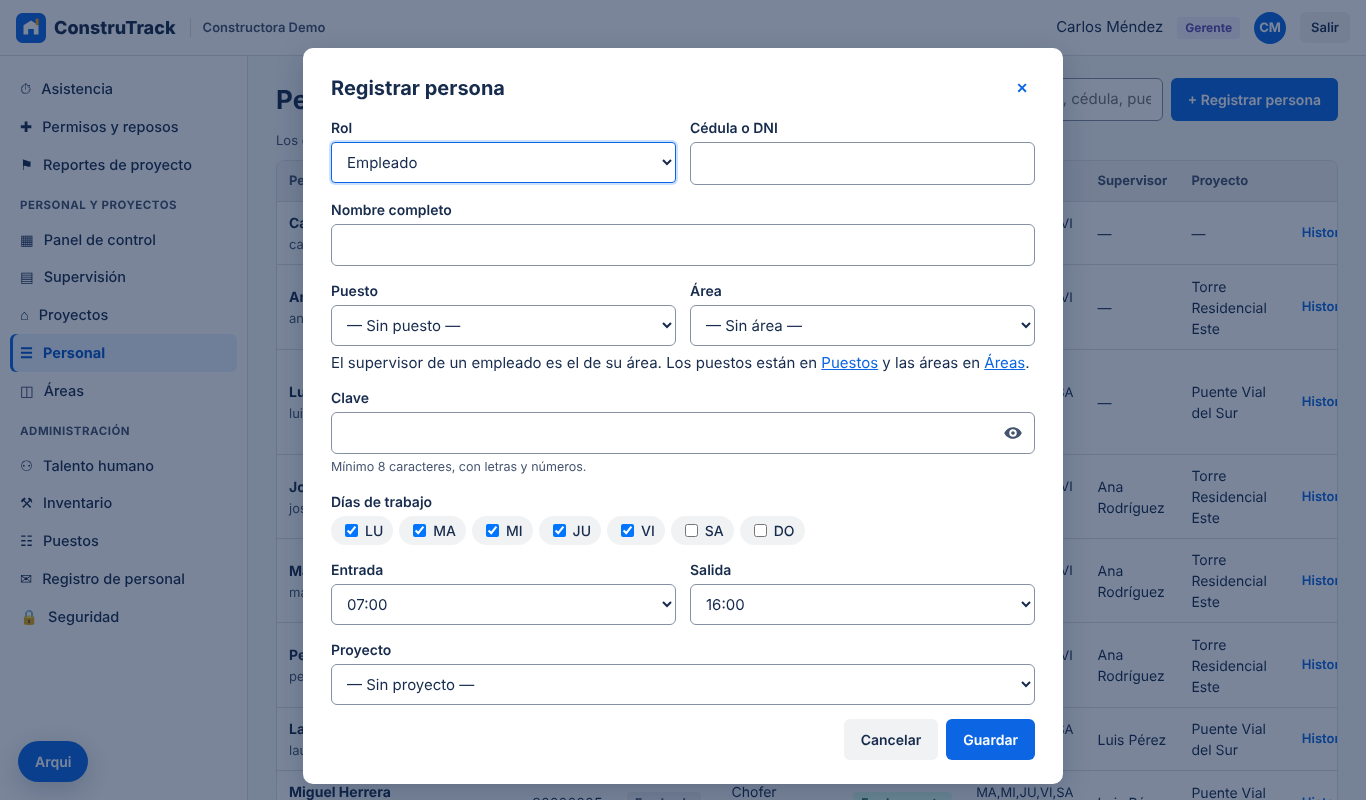 ConstruTrack
Constructora Demo
Carlos Méndez
Gerente
CM
Salir
Asistencia
Permisos y reposos
Reportes de proyecto
PERSONAL Y PROYECTOS
Panel de control
Supervisión
Proyectos
Personal
Áreas
ADMINISTRACIÓN
Talento humano
Inventario
Puestos
Registro de personal
Seguridad
Arqui
+ Registrar persona
Los
Supervisor
Proyecto
—
—
—
Torre
Residencial
Este
—
Puente Vial
del Sur
Ana
Rodríguez
Torre
Residencial
Este
Ana
Rodríguez
Torre
Residencial
Este
Ana
Rodríguez
Torre
Residencial
Este
Luis Pérez
Puente Vial
del Sur
Miguel Herrera
Chofer
MA,MI,JU,VI,SA
Puente Vial
Registrar persona
×
Rol
Empleado
Cédula o DNI
Nombre completo
Puesto
— Sin puesto —
Área
— Sin área —
El supervisor de un empleado es el de su área. Los puestos están en Puestos y las áreas en Áreas.
Clave
Mínimo 8 caracteres, con letras y números.
Días de trabajo
LU MA MI JU VI SA DO
Entrada
07:00
Salida
16:00
Proyecto
— Sin proyecto —
Cancelar
Guardar